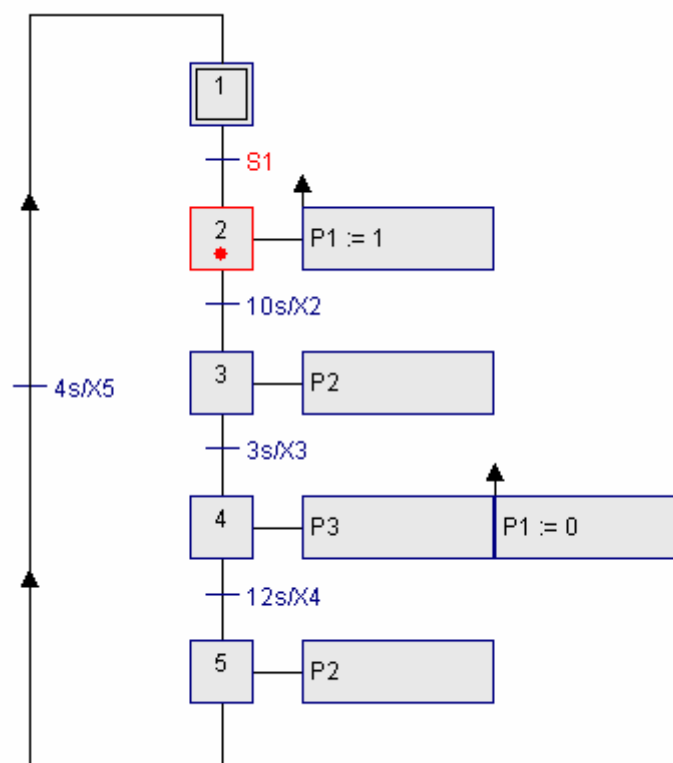 1
S1
2
P1 := 1
10s/X2
3
P2
4s/X5
3s/X3
4
P3
P1 := 0
12s/X4
5
P2